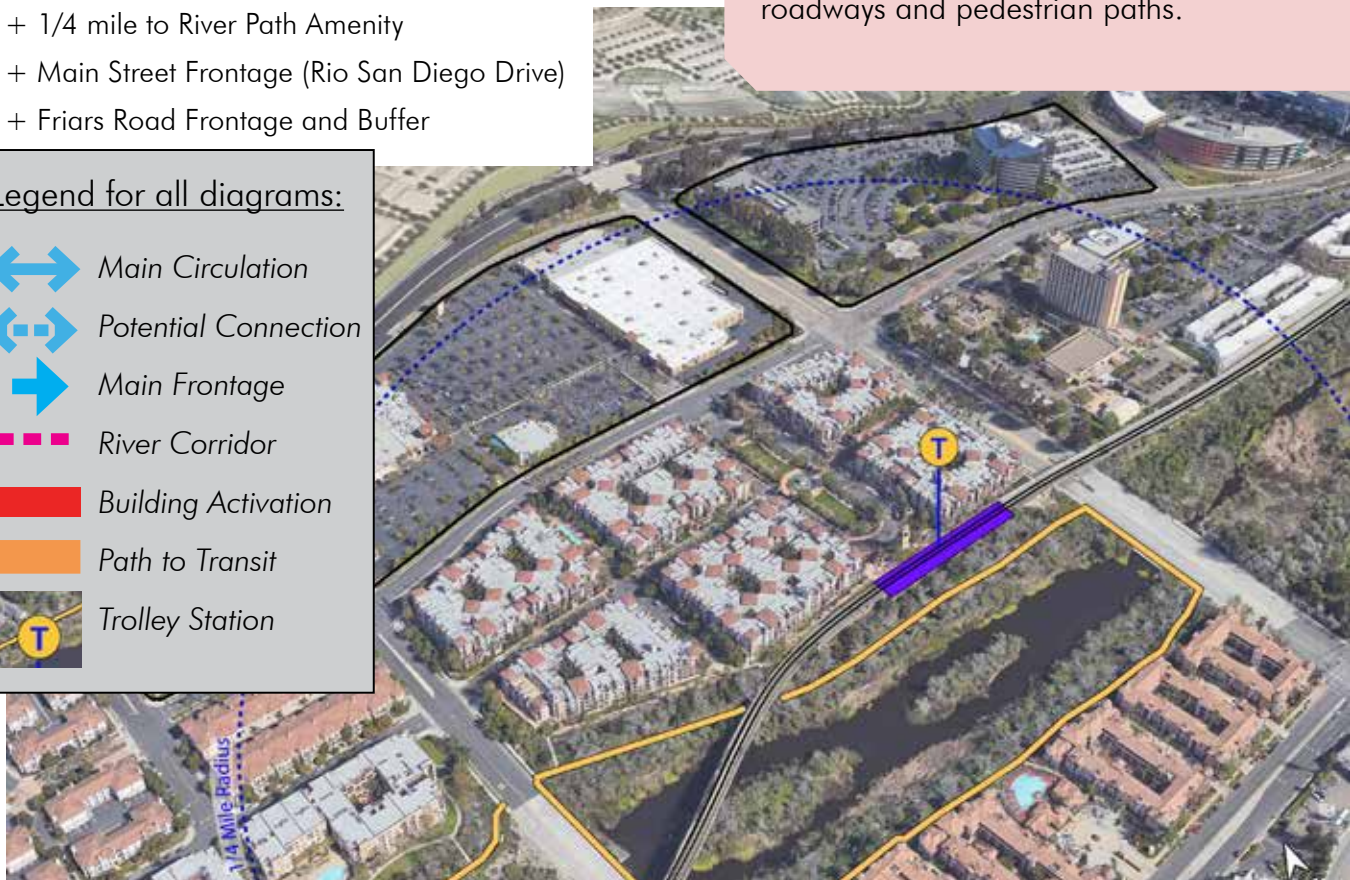 + 1/4 mile to River Path Amenity
+ Main Street Frontage (Rio San Diego Drive)
+ Friars Road Frontage and Buffer
roadways and pedestrian paths.
Legend for all diagrams:
Main Circulation
Potential Connection
Main Frontage
River Corridor
Building Activation
Path to Transit
T
Trolley Station
T
1/4 Mile Radius